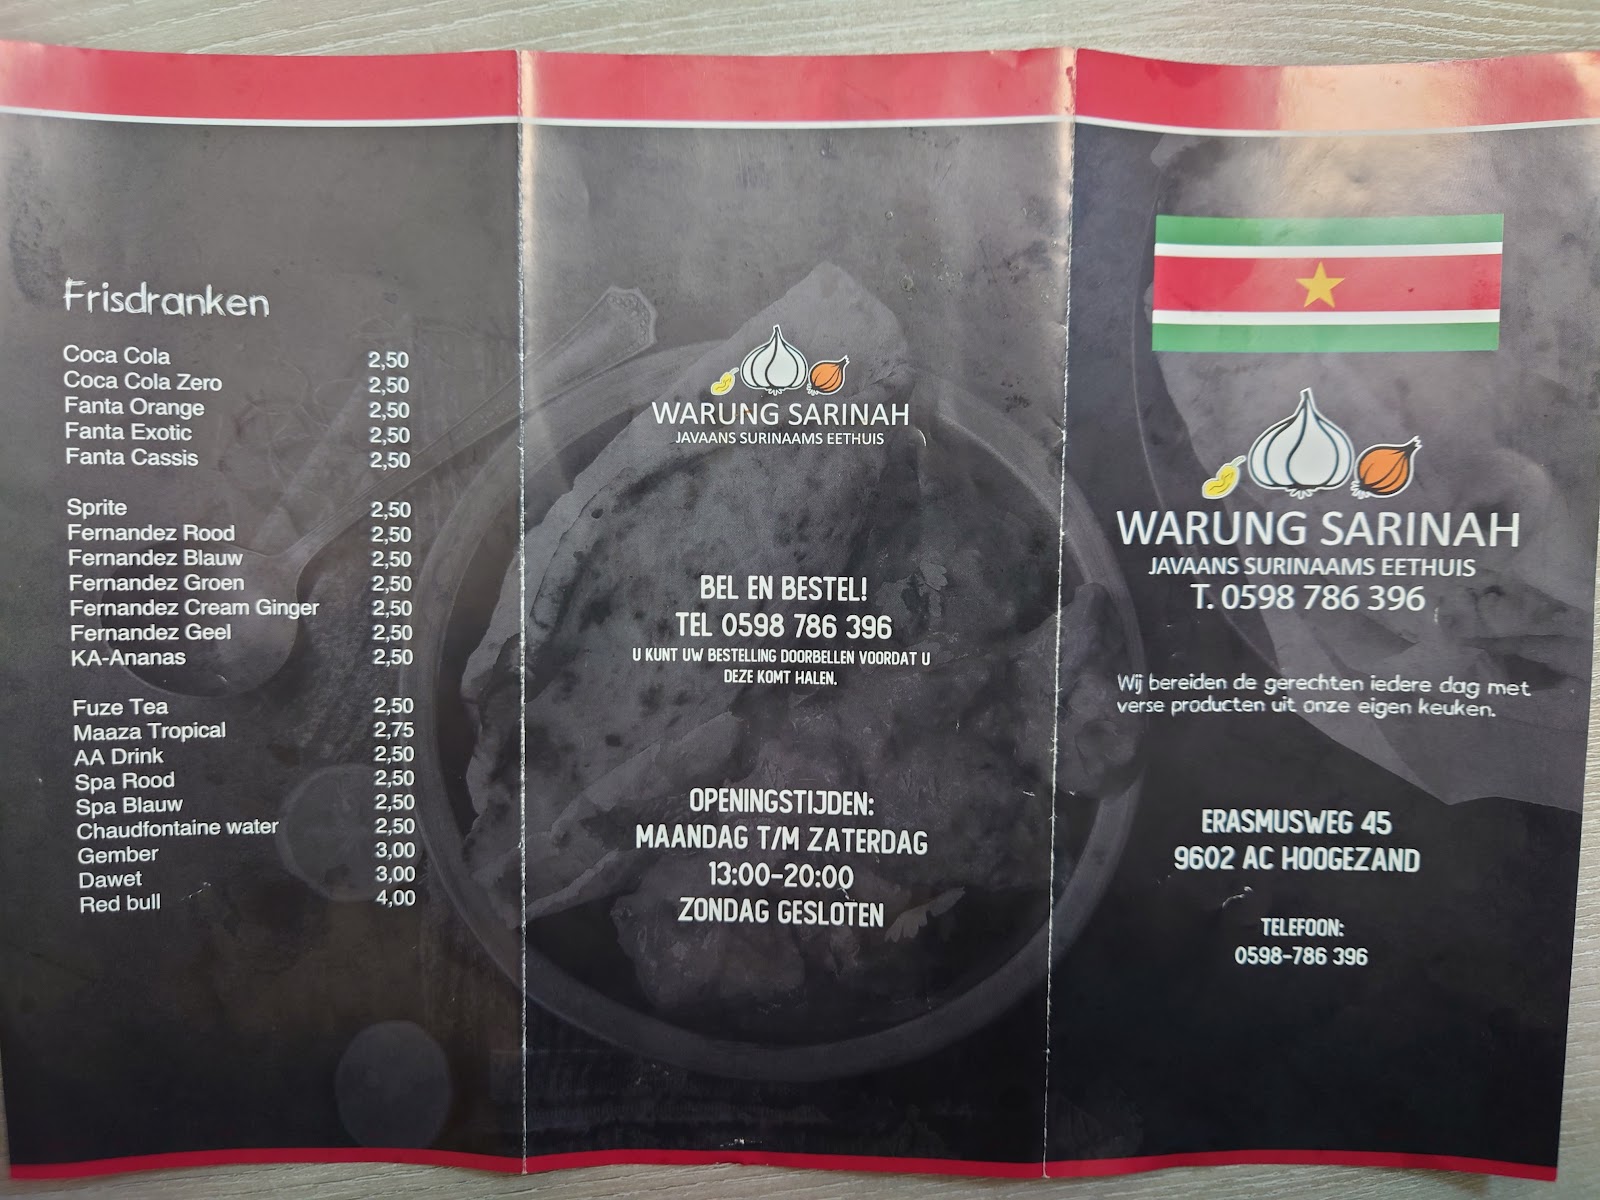 Frisdranken
Coca Cola 2,50
Coca Cola Zero 2,50
Fanta Orange 2,50
Fanta Exotic 2,50
Fanta Cassis 2,50
Sprite 2,50
Fernandez Rood 2,50
Fernandez Blauw 2,50
Fernandez Groen 2,50
Fernandez Cream Ginger 2,50
Fernandez Geel 2,50
KA-Ananas 2,50
Fuze Tea 2,50
Maaza Tropical 2,75
AA Drink 2,50
Spa Rood 2,50
Spa Blauw 2,50
Chaudfontaine water 2,50
Gember 3,00
Dawet 3,00
Red bull 4,00
WARUNG SARINAH
JAVAANS SURINAAMS EETHUIS
BEL EN BESTEL!
TEL 0598 786 396
U KUNT UW BESTELLING DOORBELLEN VOORDAT U
DEZE KOMT HALEN.
OPENINGSTIJDEN:
MAANDAG T/M ZATERDAG
13:00-20:00
ZONDAG GESLOTEN
WARUNG SARINAH
JAVAANS SURINAAMS EETHUIS
T. 0598 786 396
Wij bereiden de gerechten iedere dag met
verse producten uit onze eigen keuken.
ERASMUSWEG 45
9602 AC HOOGEZAND
TELEFOON:
0598-786 396